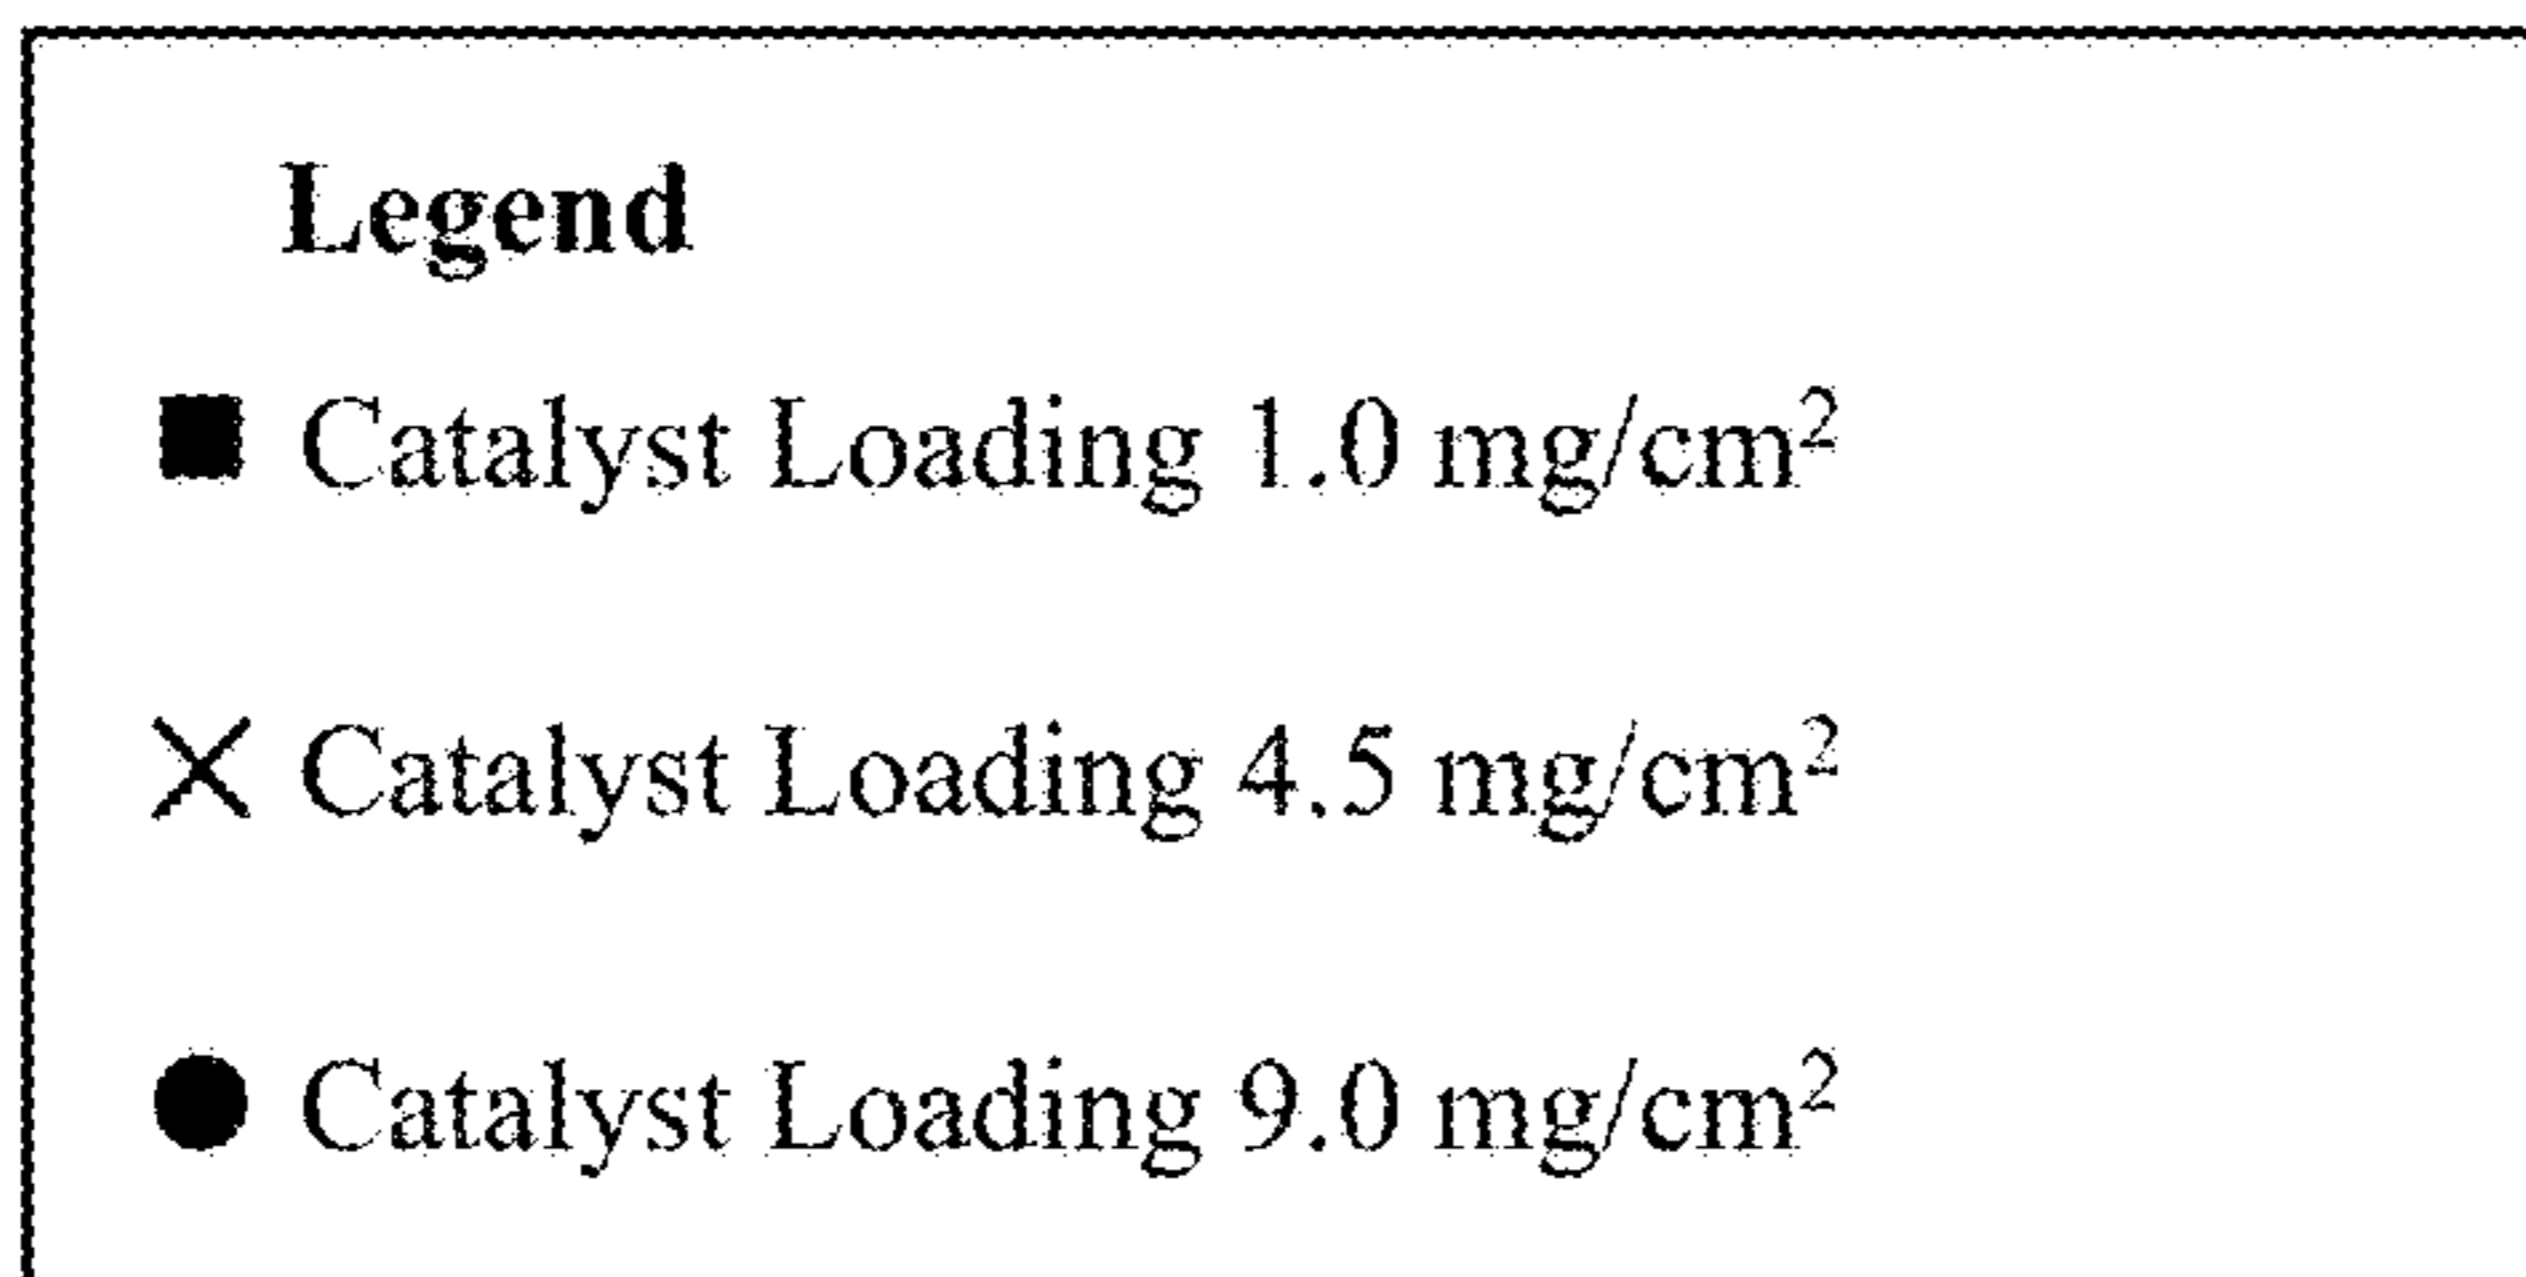 Legend
Catalyst Loading 1.0 mg/cm²
Catalyst Loading 4.5 mg/cm²
Catalyst Loading 9.0 mg/cm²